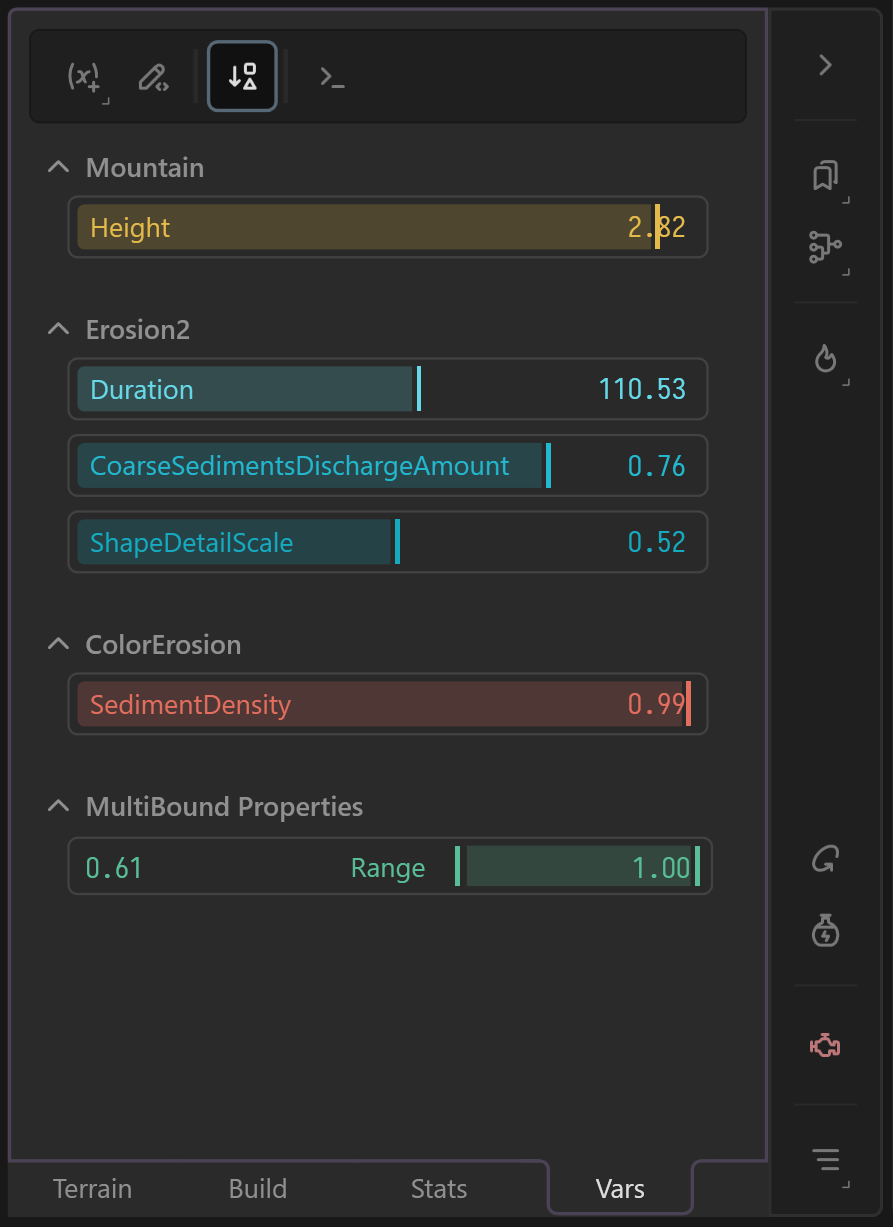 Mountain
Height 2.82
Erosion2
Duration 110.53
CoarseSedimentsDischargeAmount 0.76
ShapeDetailScale 0.52
ColorErosion
SedimentDensity 0.99
MultiBound Properties
0.61 Range 1.00
Terrain Build Stats Vars